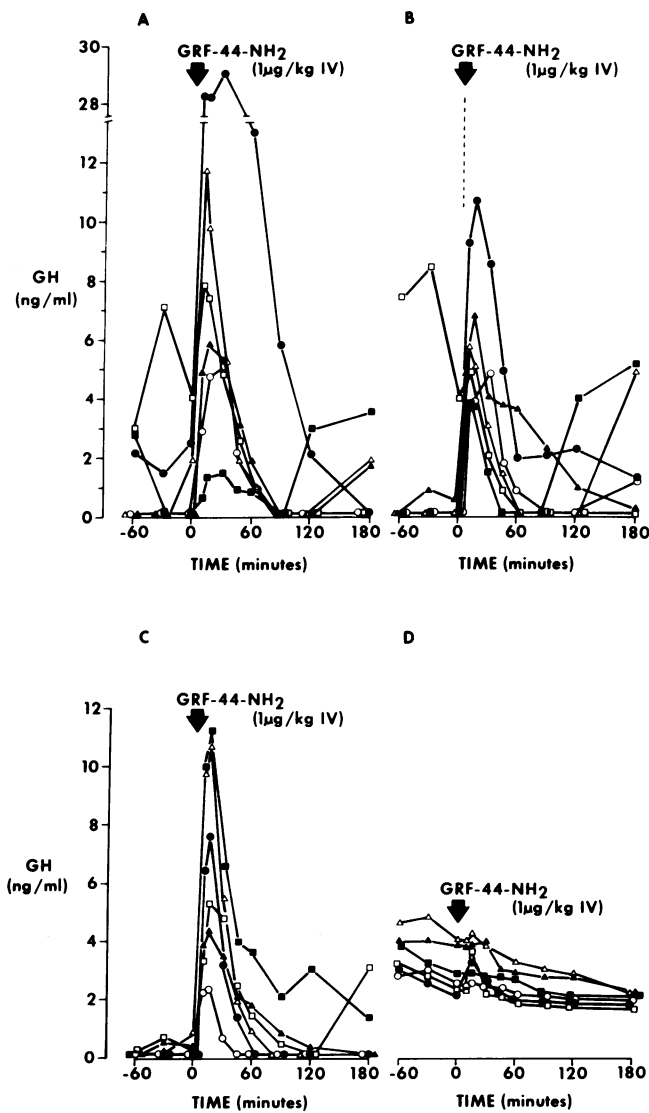 A
B
GRF-44-NH2
(1μg/kg IV)
GRF-44-NH2
(1μg/kg IV)
30
28
12
10
8
6
4
2
0
GH
(ng/ml)
-60 0 60 120 180
TIME (minutes)
-60 0 60 120 180
TIME (minutes)
C
D
GRF-44-NH2
(1μg/kg IV)
12
10
8
6
4
2
0
GH
(ng/ml)
GRF-44-NH2
(1μg/kg IV)
-60 0 60 120 180
TIME (minutes)
-60 0 60 120 180
TIME (minutes)